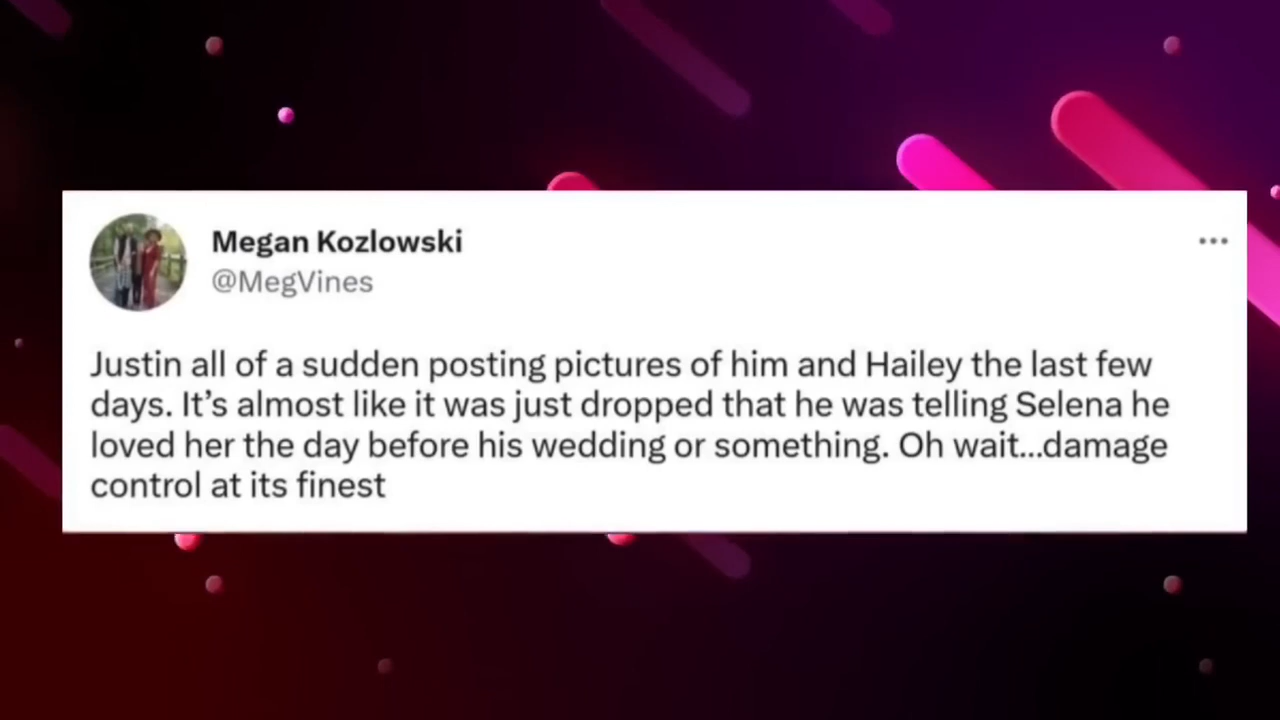 Megan Kozlowski
@MegVines
Justin all of a sudden posting pictures of him and Hailey the last few
days. It’s almost like it was just dropped that he was telling Selena he
loved her the day before his wedding or something. Oh wait...damage
control at its finest